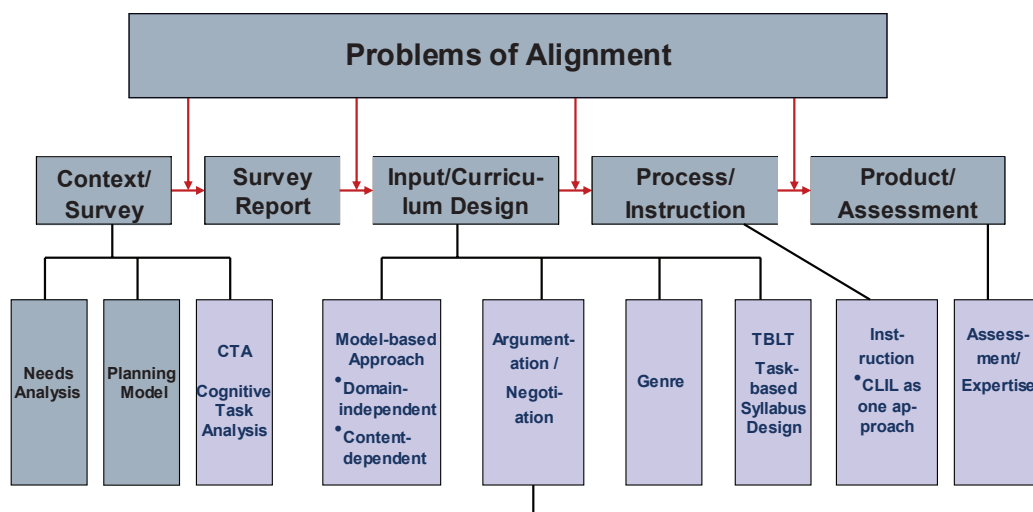 Problems of Alignment
Context/
Survey
Survey
Report
Input/Curricu-
lum Design
Process/
Instruction
Product/
Assessment
Needs
Analysis
Planning
Model
CTA
Cognitive
Task
Analysis
Model-based
Approach
•Domain-
independent
•Content-
dependent
Argument-
ation /
Negoti-
ation
Genre
TBLT
Task-
based
Syllabus
Design
Inst-
ruction
•CLIL as
one ap-
proach
Assess-
ment/
Expertise